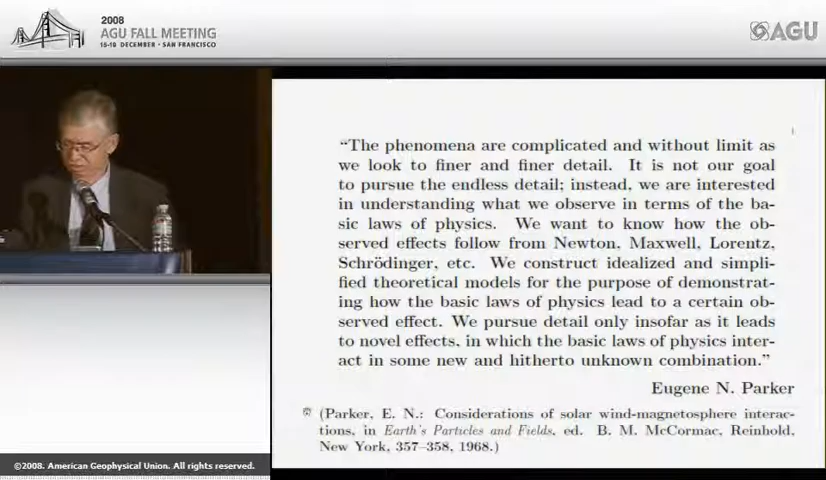 2008
AGU FALL MEETING
15-19 DECEMBER • SAN FRANCISCO
AGU
“The phenomena are complicated and without limit as
we look to finer and finer detail. It is not our goal
to pursue the endless detail; instead, we are interested
in understanding what we observe in terms of the ba-
sic laws of physics. We want to know how the ob-
served effects follow from Newton, Maxwell, Lorentz,
Schrödinger, etc. We construct idealized and simpli-
fied theoretical models for the purpose of demonstrat-
ing how the basic laws of physics lead to a certain ob-
served effect. We pursue detail only insofar as it leads
to novel effects, in which the basic laws of physics inter-
act in some new and hitherto unknown combination.”
Eugene N. Parker
(Parker, E. N.: Considerations of solar wind-magnetosphere interac-
tions, in Earth's Particles and Fields, ed. B. M. McCormac, Reinhold,
New York, 357–358, 1968.)
©2008. American Geophysical Union. All rights reserved.